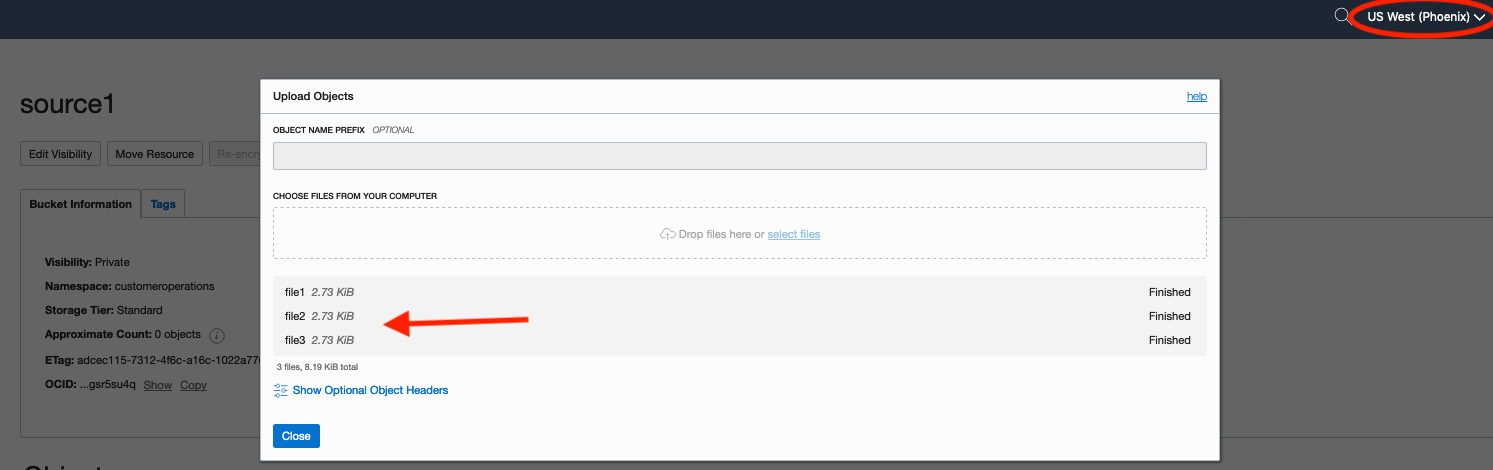 US West (Phoenix)
source1
Upload Objects
help
OBJECT NAME PREFIX OPTIONAL
Edit Visibility
Move Resource
CHOOSE FILES FROM YOUR COMPUTER
Bucket Information
Tags
Drop files here or select files
Visibility: Private
Namespace: customeroperations
Storage Tier: Standard
Approximate Count: 0 objects
ETag: adcec115-7312-4f6c-a16c-1022a77
OCID: ...gsr5su4q Show Copy
file1 2.73 KiB Finished
file2 2.73 KiB Finished
file3 2.73 KiB Finished
3 files, 8.19 KiB total
Show Optional Object Headers
Close